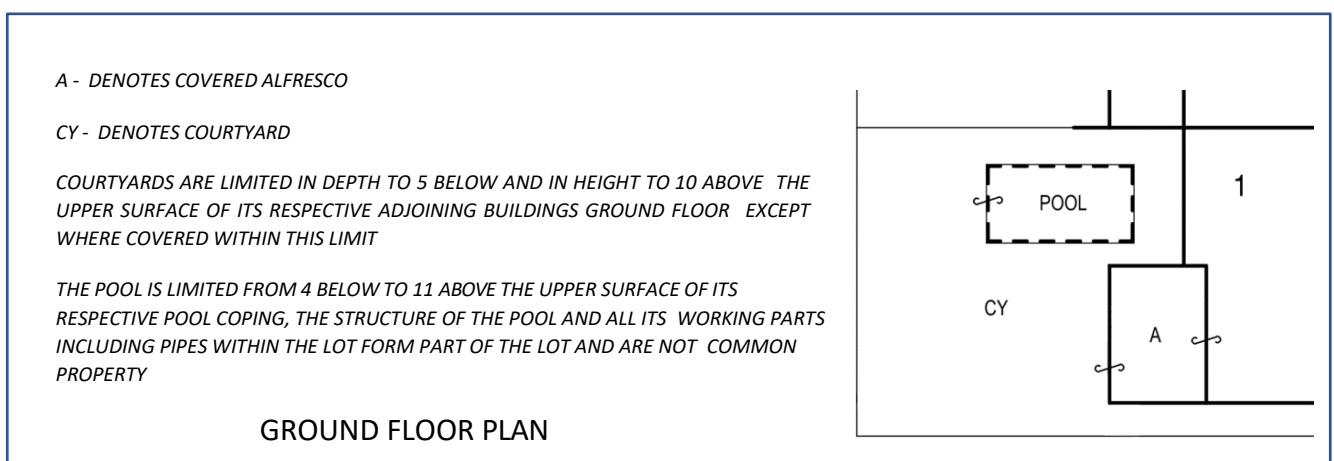 A - DENOTES COVERED ALFRESCO
CY - DENOTES COURTYARD
COURTYARDS ARE LIMITED IN DEPTH TO 5 BELOW AND IN HEIGHT TO 10 ABOVE THE
UPPER SURFACE OF ITS RESPECTIVE ADJOINING BUILDINGS GROUND FLOOR EXCEPT
WHERE COVERED WITHIN THIS LIMIT
THE POOL IS LIMITED FROM 4 BELOW TO 11 ABOVE THE UPPER SURFACE OF ITS
RESPECTIVE POOL COPING, THE STRUCTURE OF THE POOL AND ALL ITS WORKING PARTS
INCLUDING PIPES WITHIN THE LOT FORM PART OF THE LOT AND ARE NOT COMMON
PROPERTY
GROUND FLOOR PLAN
POOL
1
CY
A